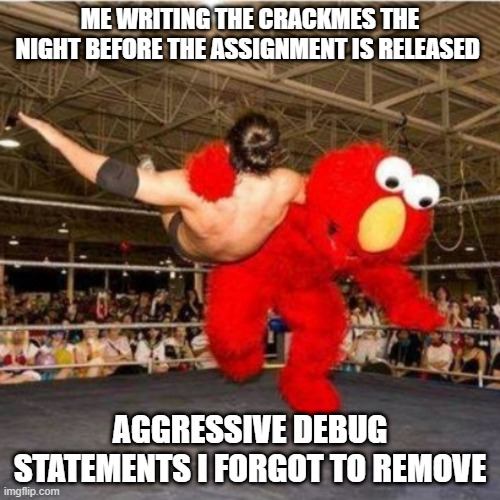 ME WRITING THE CRACKMES THE
NIGHT BEFORE THE ASSIGNMENT IS RELEASED
AGGRESSIVE DEBUG
STATEMENTS I FORGOT TO REMOVE
imgflip.com